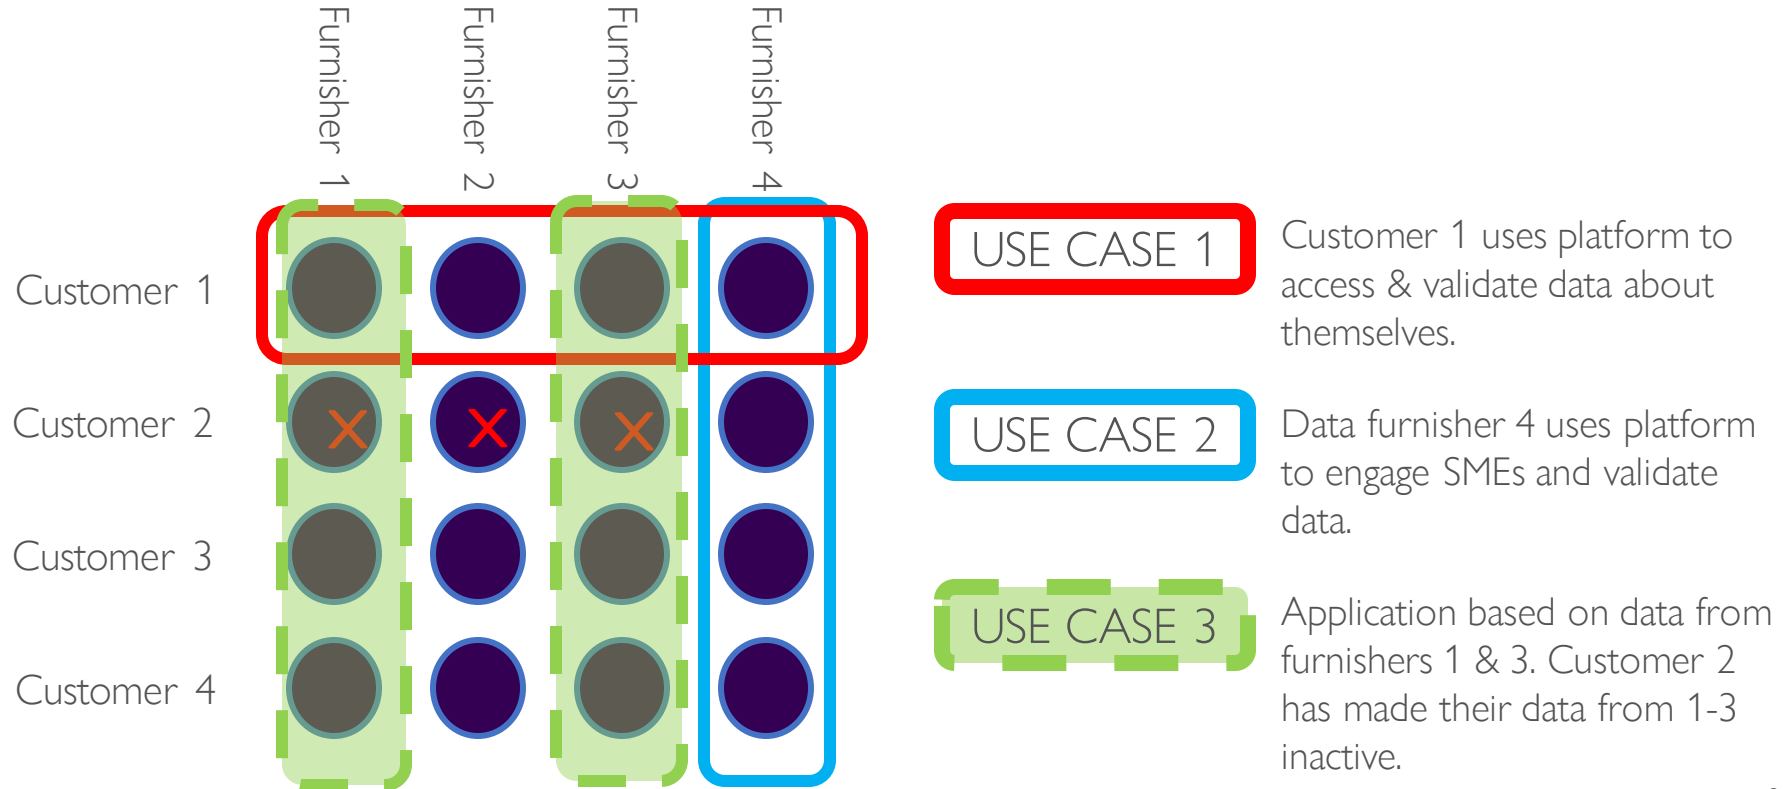 Furnisher 1
Furnisher 2
Furnisher 3
Furnisher 4
Customer 1
Customer 2
X
X
X
Customer 3
Customer 4
USE CASE 1
Customer 1 uses platform to
access & validate data about
themselves.
USE CASE 2
Data furnisher 4 uses platform
to engage SMEs and validate
data.
USE CASE 3
Application based on data from
furnishers 1 & 3. Customer 2
has made their data from 1-3
inactive.